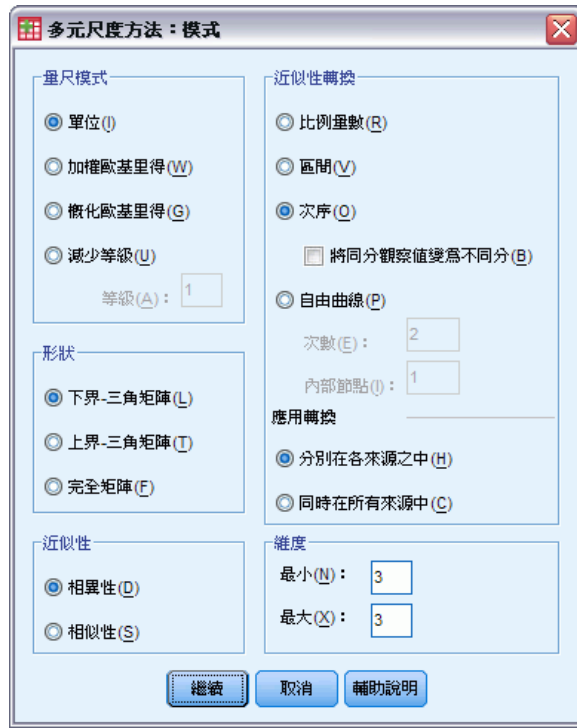 多元尺度方法：模式
量尺模式
單位(I)
加權歐基里得(W)
概化歐基里得(G)
減少等級(U)
等級(A)： 1
形狀
下界-三角矩陣(L)
上界-三角矩陣(T)
完全矩陣(F)
近似性
相異性(D)
相似性(S)
近似性轉換
比例量數(R)
區間(V)
次序(O)
將同分觀察值變為不同分(B)
自由曲線(P)
次數(E)： 2
內部節點(I)： 1
應用轉換
分別在各來源之中(H)
同時在所有來源中(C)
維度
最小(N)： 3
最大(X)： 3
繼續 取消 輔助說明